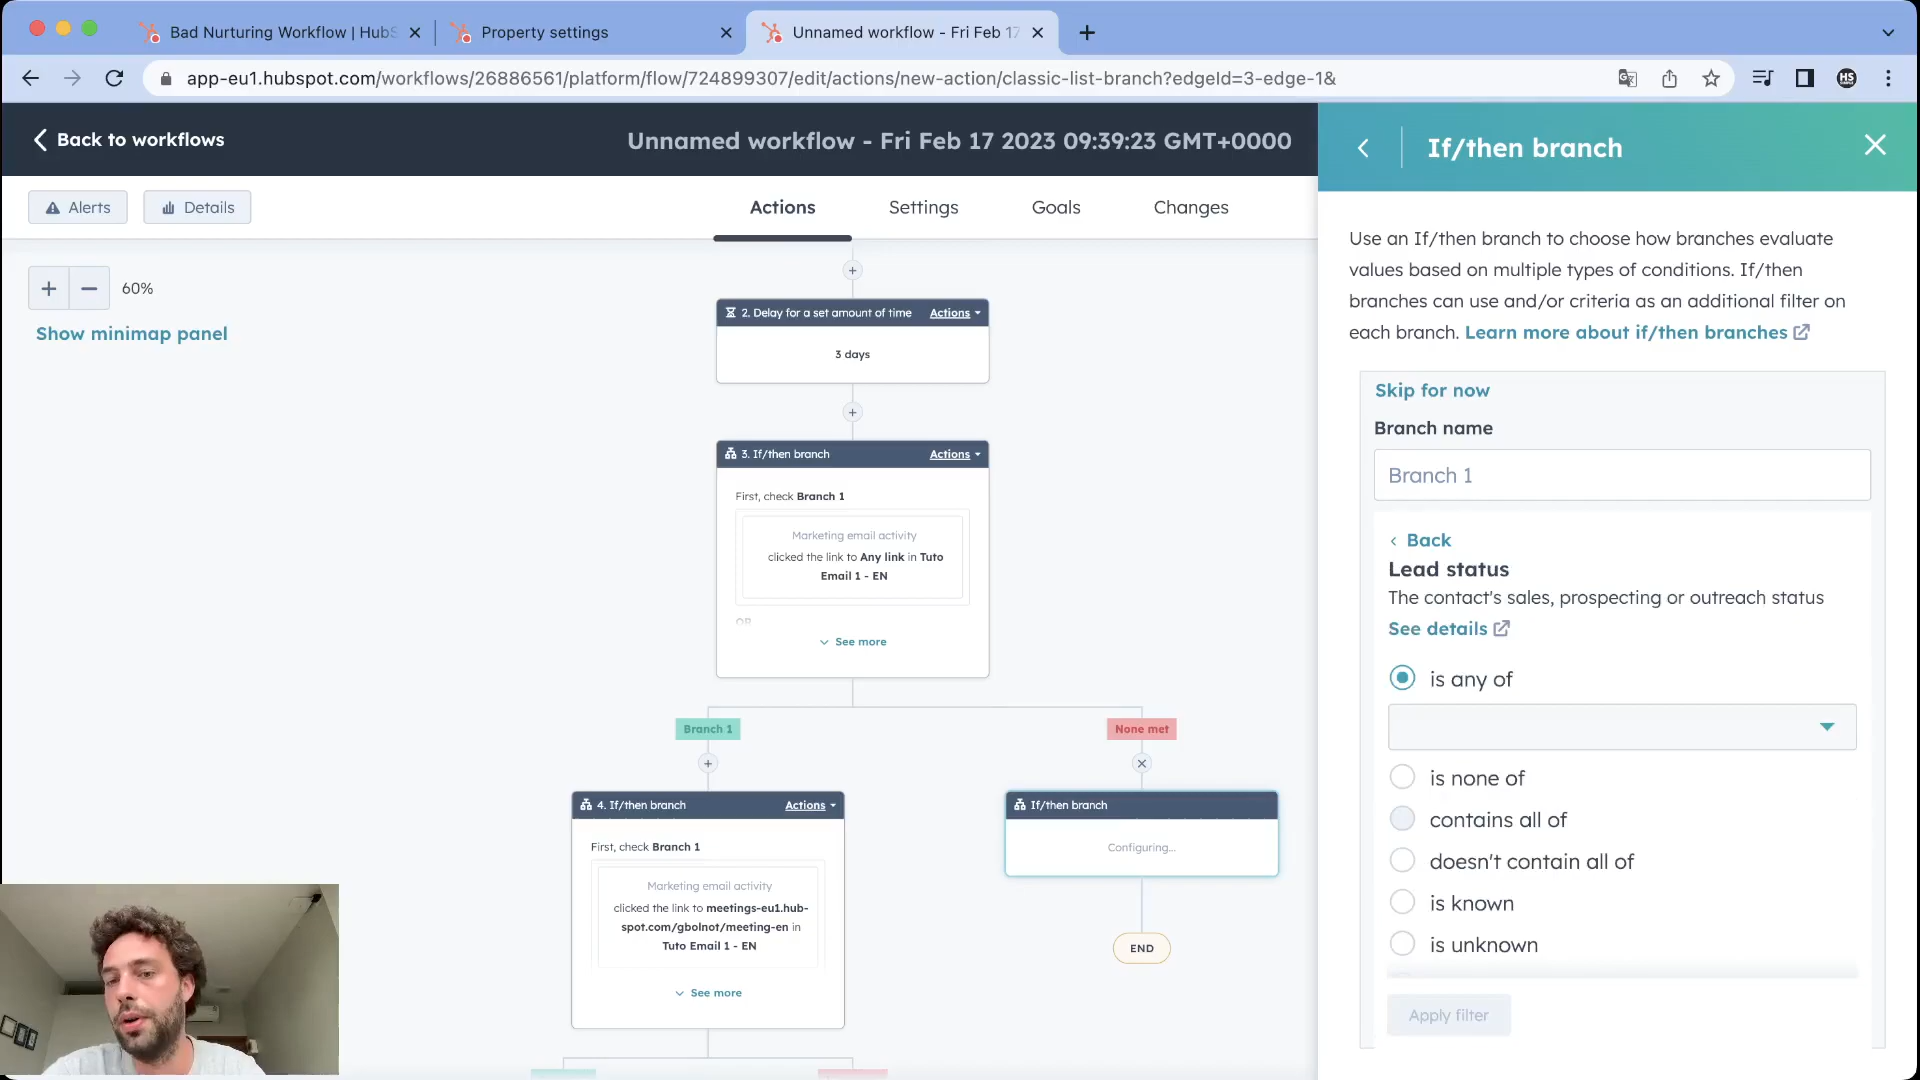 Bad Nurturing Workflow | HubS
Property settings
Unnamed workflow - Fri Feb 17
app-eu1.hubspot.com/workflows/26886561/platform/flow/724899307/edit/actions/new-action/classic-list-branch?edgeId=3-edge-1&
HS
Back to workflows
Unnamed workflow - Fri Feb 17 2023 09:39:23 GMT+0000
If/then branch
Alerts
Details
Actions
Settings
Goals
Changes
60%
Show minimap panel
2. Delay for a set amount of time
Actions
3 days
3. If/then branch
Actions
First, check Branch 1
Marketing email activity
clicked the link to Any link in Tuto
Email 1 - EN
OR
See more
Branch 1
None met
4. If/then branch
Actions
First, check Branch 1
Marketing email activity
clicked the link to meetings-eu1.hub-
spot.com/gbolnot/meeting-en in
Tuto Email 1 - EN
See more
If/then branch
Configuring...
END
Use an If/then branch to choose how branches evaluate
values based on multiple types of conditions. If/then
branches can use and/or criteria as an additional filter on
each branch. Learn more about if/then branches
Skip for now
Branch name
Branch 1
Back
Lead status
The contact's sales, prospecting or outreach status
See details
is any of
is none of
contains all of
doesn't contain all of
is known
is unknown
Apply filter